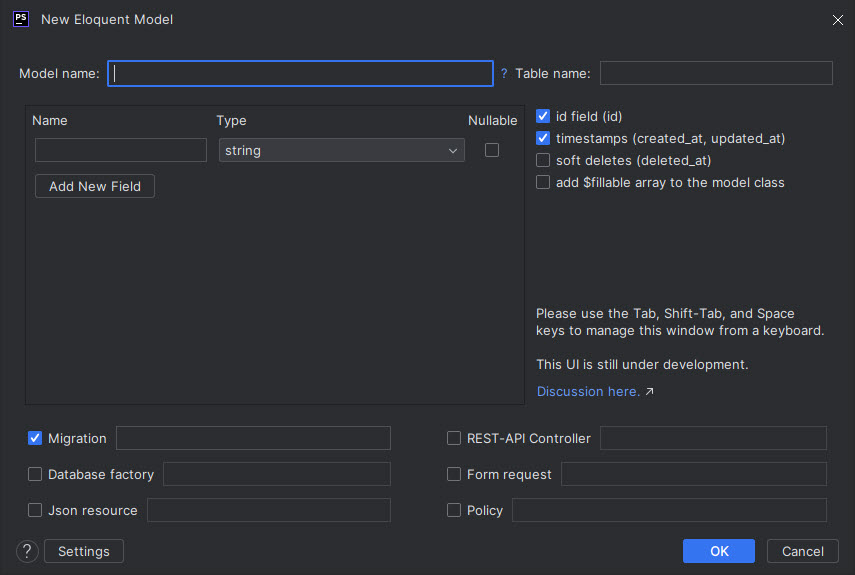 PS New Eloquent Model
Model name: ? Table name:
Name Type Nullable
string
Add New Field
id field (id)
timestamps (created_at, updated_at)
soft deletes (deleted_at)
add $fillable array to the model class
Please use the Tab, Shift-Tab, and Space
keys to manage this window from a keyboard.
This UI is still under development.
Discussion here. ↗
Migration REST-API Controller
Database factory Form request
Json resource Policy
? Settings OK Cancel